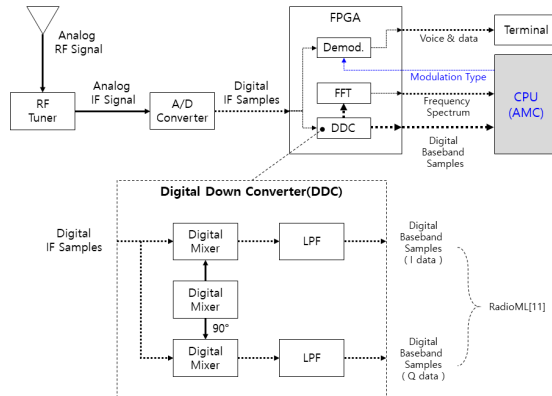 FPGA
Analog
RF Signal
Demod.
Voice & data
Terminal
Modulation Type
Analog
IF Signal
Digital
IF Samples
RF
Tuner
A/D
Converter
FFT
Frequency
Spectrum
CPU
(AMC)
DDC
Digital
Baseband
Samples
Digital Down Converter(DDC)
Digital
IF Samples
Digital
Mixer
LPF
Digital
Baseband
Samples
( I data )
Digital
Mixer
RadioML[11]
90°
Digital
Mixer
LPF
Digital
Baseband
Samples
( Q data )